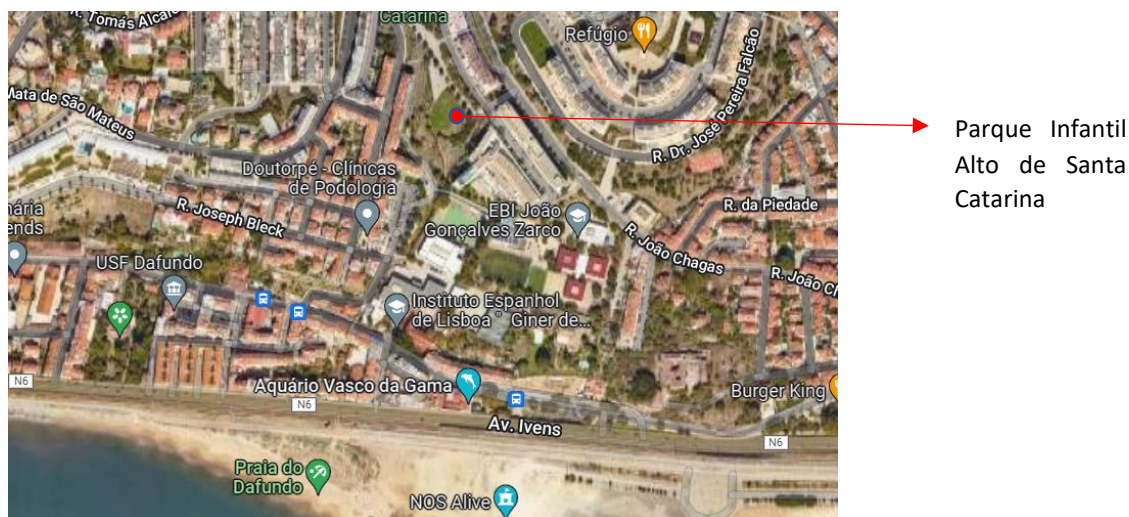 Catarina
R. Tomás Alcaide
Refúgio
Mata de São Mateus
R. Dr. José Pereira Falcão
Parque Infantil
Alto de Santa
Catarina
Doutorpé - Clínicas
de Podologia
R. Joseph Bleck
EBI João
Gonçalves Zarco
R. da Piedade
nária
ends
R. João Chagas
USF Dafundo
R. João Ch
Instituto Espanhol
de Lisboa " Giner de...
N6
Aquário Vasco da Gama
Burger King
N6
Av. Ivens
N6
Praia do
Dafundo
NOS Alive